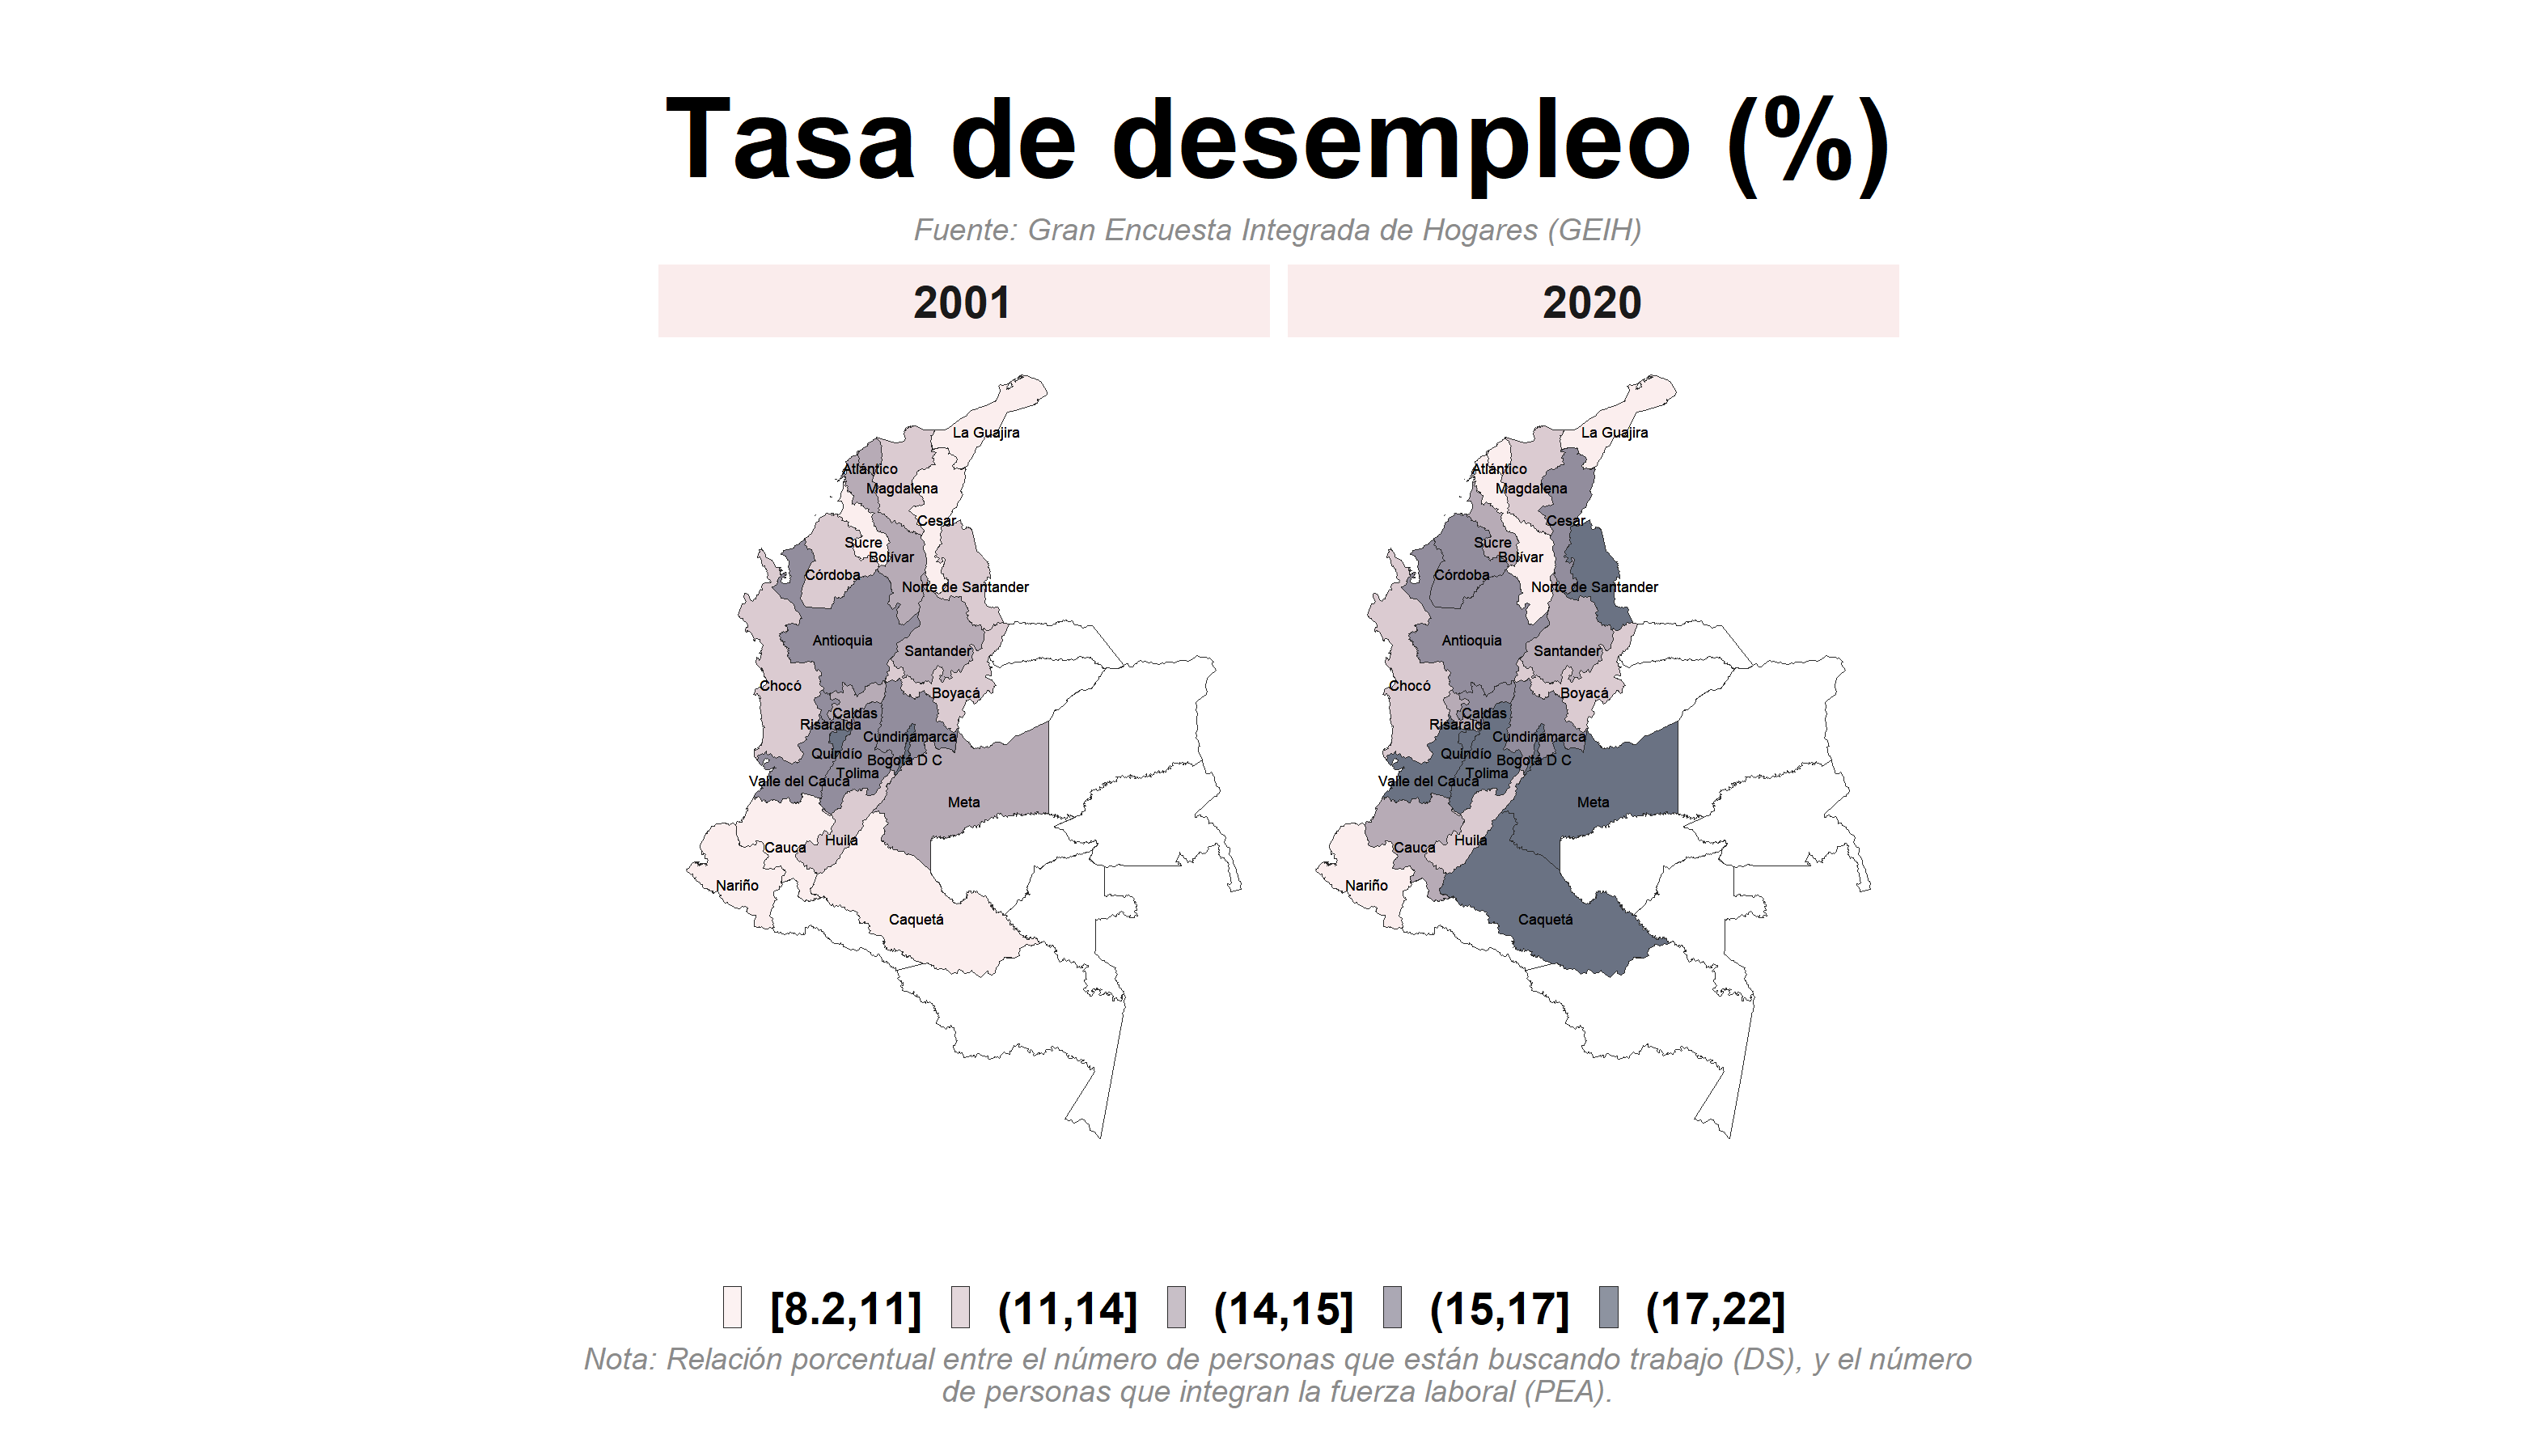 Tasa de desempleo (%)
Fuente: Gran Encuesta Integrada de Hogares (GEIH)
2001
2020
La Guajira
Atlántico
Magdalena
Cesar
Sucre
Bolívar
Córdoba
Norte de Santander
Antioquia
Santander
Chocó
Boyacá
Caldas
Risaralda
Cundinamarca
Quindío
Bogotá D C
Tolima
Valle del Cauca
Meta
Huila
Cauca
Nariño
Caquetá
La Guajira
Atlántico
Magdalena
Cesar
Sucre
Bolívar
Córdoba
Norte de Santander
Antioquia
Santander
Chocó
Boyacá
Caldas
Risaralda
Cundinamarca
Quindío
Bogotá D C
Tolima
Valle del Cauca
Meta
Huila
Cauca
Nariño
Caquetá
[8.2,11] (11,14] (14,15] (15,17] (17,22]
Nota: Relación porcentual entre el número de personas que están buscando trabajo (DS), y el número
de personas que integran la fuerza laboral (PEA).